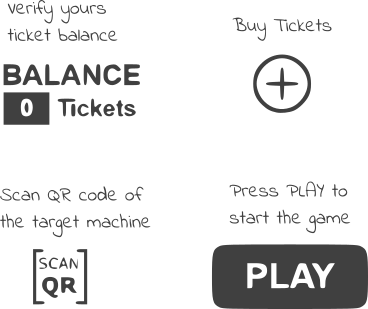 Verify yours
ticket balance
BALANCE
0 Tickets
Buy Tickets
Scan QR code of
the target machine
SCAN
QR
Press PLAY to
start the game
PLAY